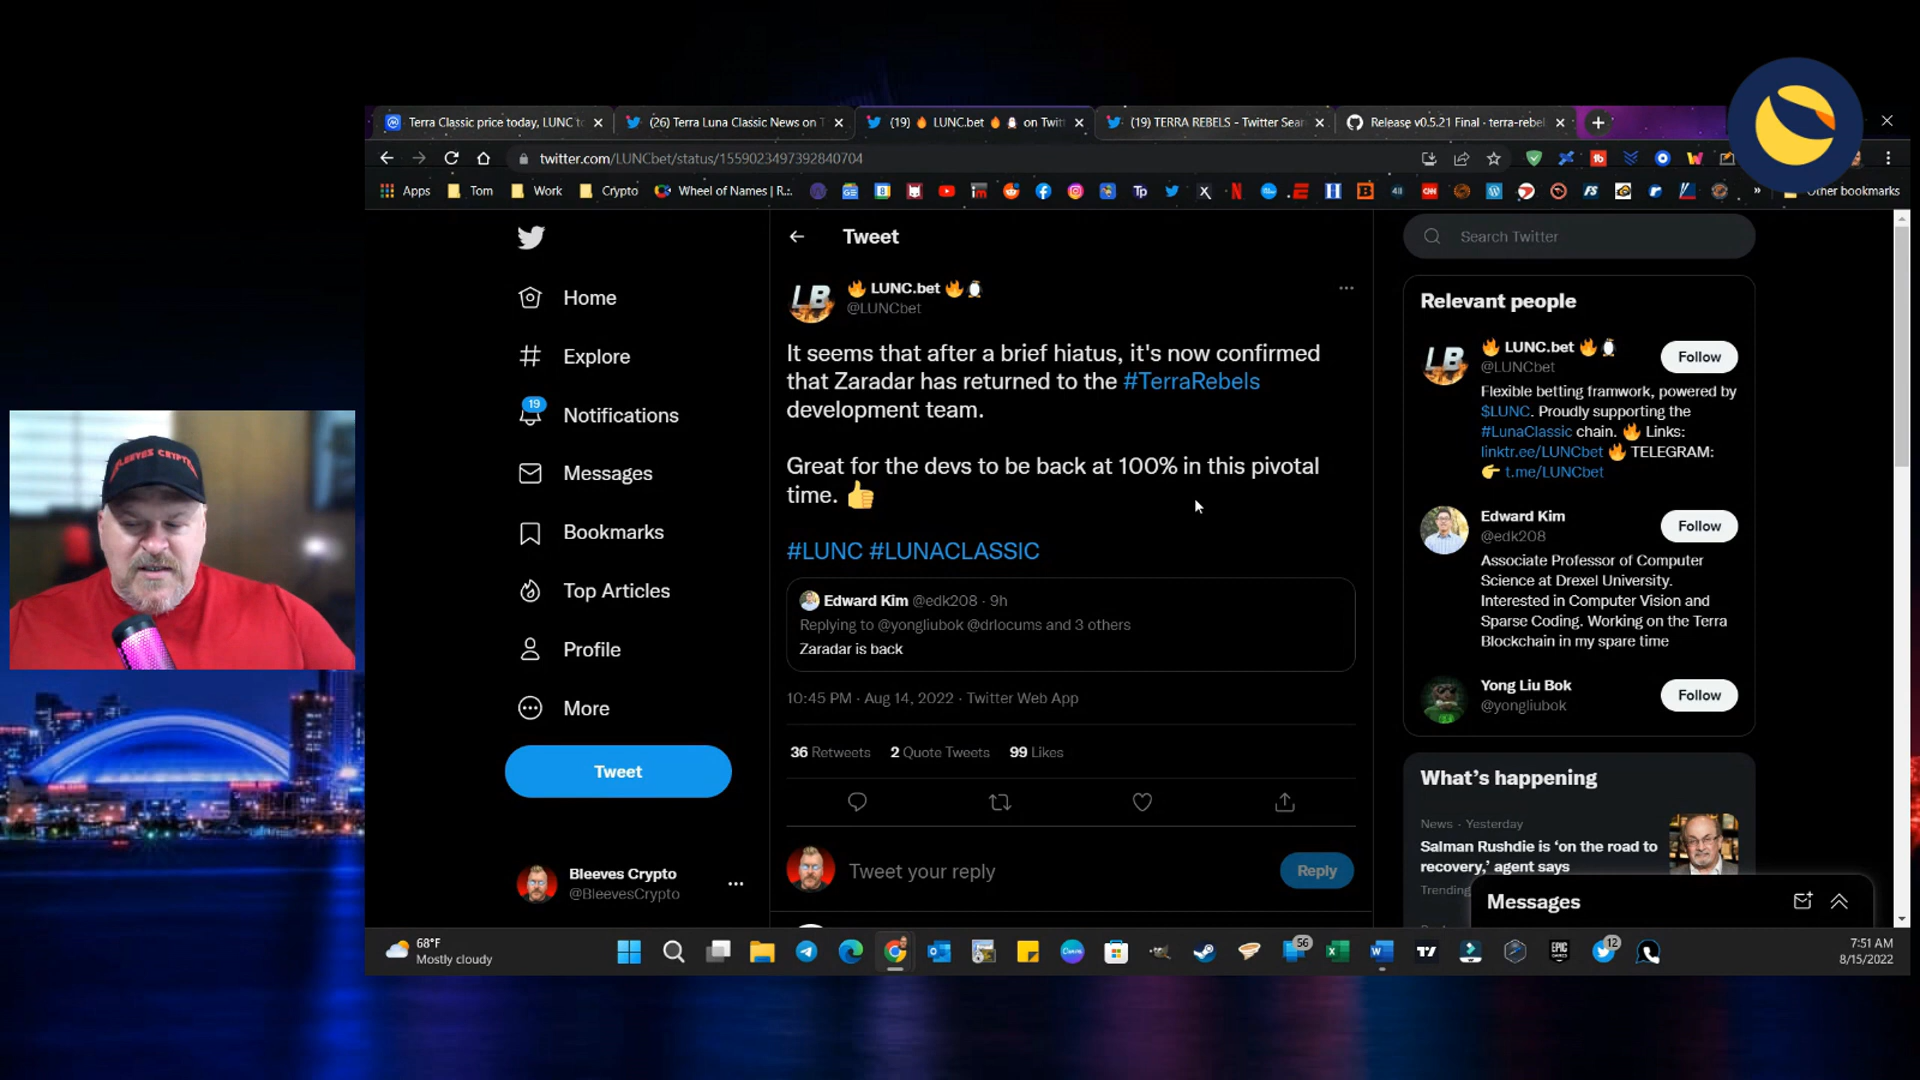 Terra Classic price today, LUNC to
(26) Terra Luna Classic News on T
(19) 🔥 LUNC.bet 🔥🐧 on Twitt
(19) TERRA REBELS - Twitter Sear
Release v0.5.21 Final - terra-rebel
twitter.com/LUNCbet/status/1559023497392840704
Apps
Tom
Work
Crypto
Wheel of Names | R...
Other bookmarks
Home
Explore
19
Notifications
Messages
Bookmarks
Top Articles
Profile
More
Tweet
Bleeves Crypto
@BleevesCrypto
BLEEVES CRYPTO
Tweet
LB
🔥 LUNC.bet 🔥🐧
@LUNCbet
It seems that after a brief hiatus, it's now confirmed
that Zaradar has returned to the #TerraRebels
development team.
Great for the devs to be back at 100% in this pivotal
time. 👍
#LUNC #LUNACLASSIC
Edward Kim @edk208 · 9h
Replying to @yongliubok @drlocums and 3 others
Zaradar is back
10:45 PM · Aug 14, 2022 · Twitter Web App
36 Retweets 2 Quote Tweets 99 Likes
Tweet your reply
Reply
Search Twitter
Relevant people
LB
🔥 LUNC.bet 🔥🐧
@LUNCbet
Follow
Flexible betting framwork, powered by
$LUNC. Proudly supporting the
#LunaClassic chain. 🔥 Links:
linktr.ee/LUNCbet 🔥 TELEGRAM:
👉 t.me/LUNCbet
Edward Kim
@edk208
Follow
Associate Professor of Computer
Science at Drexel University.
Interested in Computer Vision and
Sparse Coding. Working on the Terra
Blockchain in my spare time
Yong Liu Bok
@yongliubok
Follow
What's happening
News · Yesterday
Salman Rushdie is 'on the road to
recovery,' agent says
Trending
Messages
68°F
Mostly cloudy
56
12
7:51 AM
8/15/2022